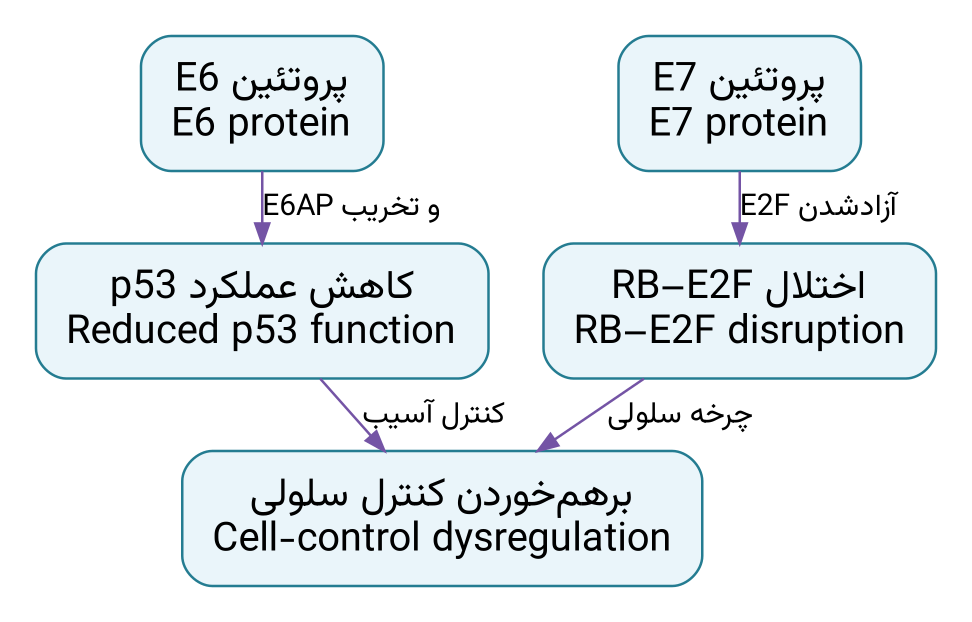 پروتئین E6
E6 protein
پروتئین E7
E7 protein
E6AP و تخریب
آزادشدن E2F
کاهش عملکرد p53
Reduced p53 function
اختلال RB–E2F
RB–E2F disruption
کنترل آسیب
چرخه سلولی
برهم‌خوردن کنترل سلولی
Cell-control dysregulation